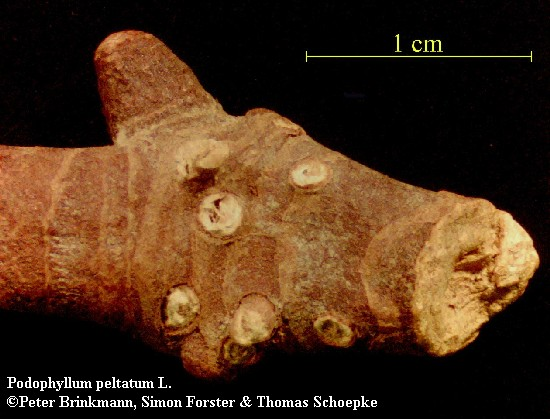 1 cm
Podophyllum peltatum L.
©Peter Brinkmann, Simon Forster & Thomas Schoepke